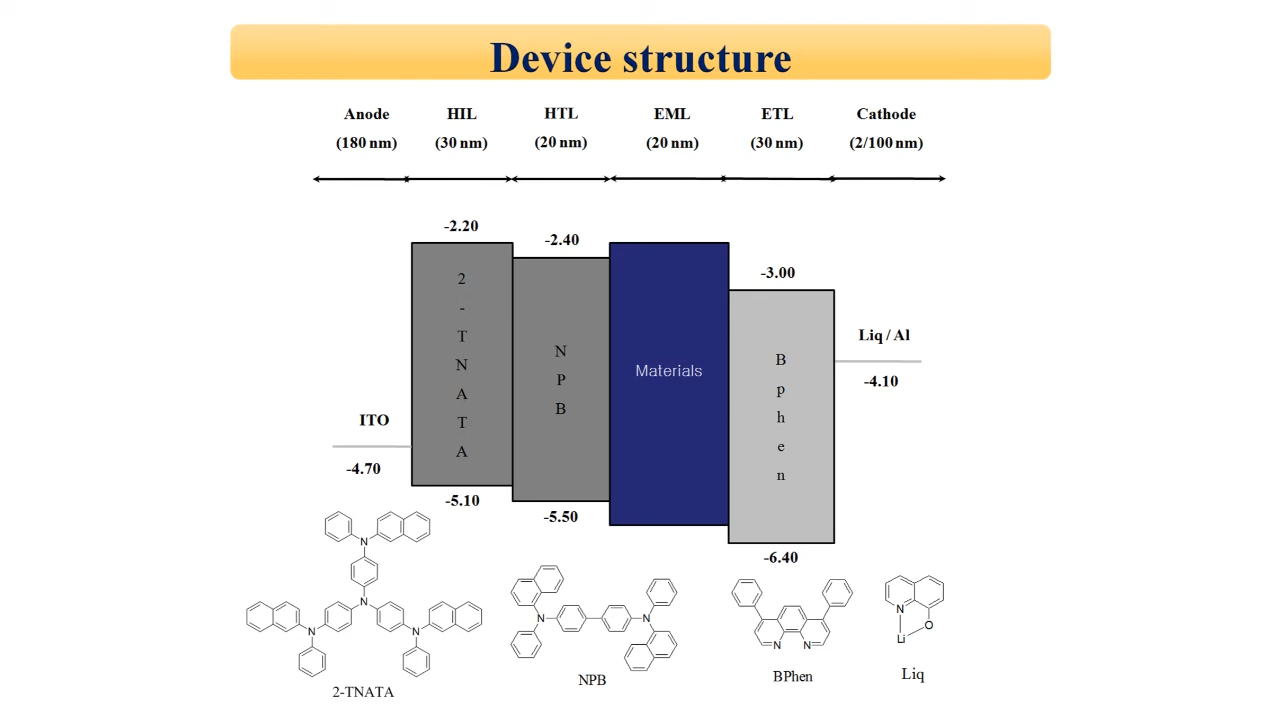 Device structure
Anode HIL HTL EML ETL Cathode
(180 nm) (30 nm) (20 nm) (20 nm) (30 nm) (2/100 nm)
-2.20
-2.40
-3.00
2
-
T
N
A
T
A
N
P
B
Materials
B
p
h
e
n
Liq / Al
-4.10
ITO
-4.70
-5.10
-5.50
-6.40
N
N
N
N
2-TNATA
N
N
NPB
N
N
BPhen
N
O
Li
Liq